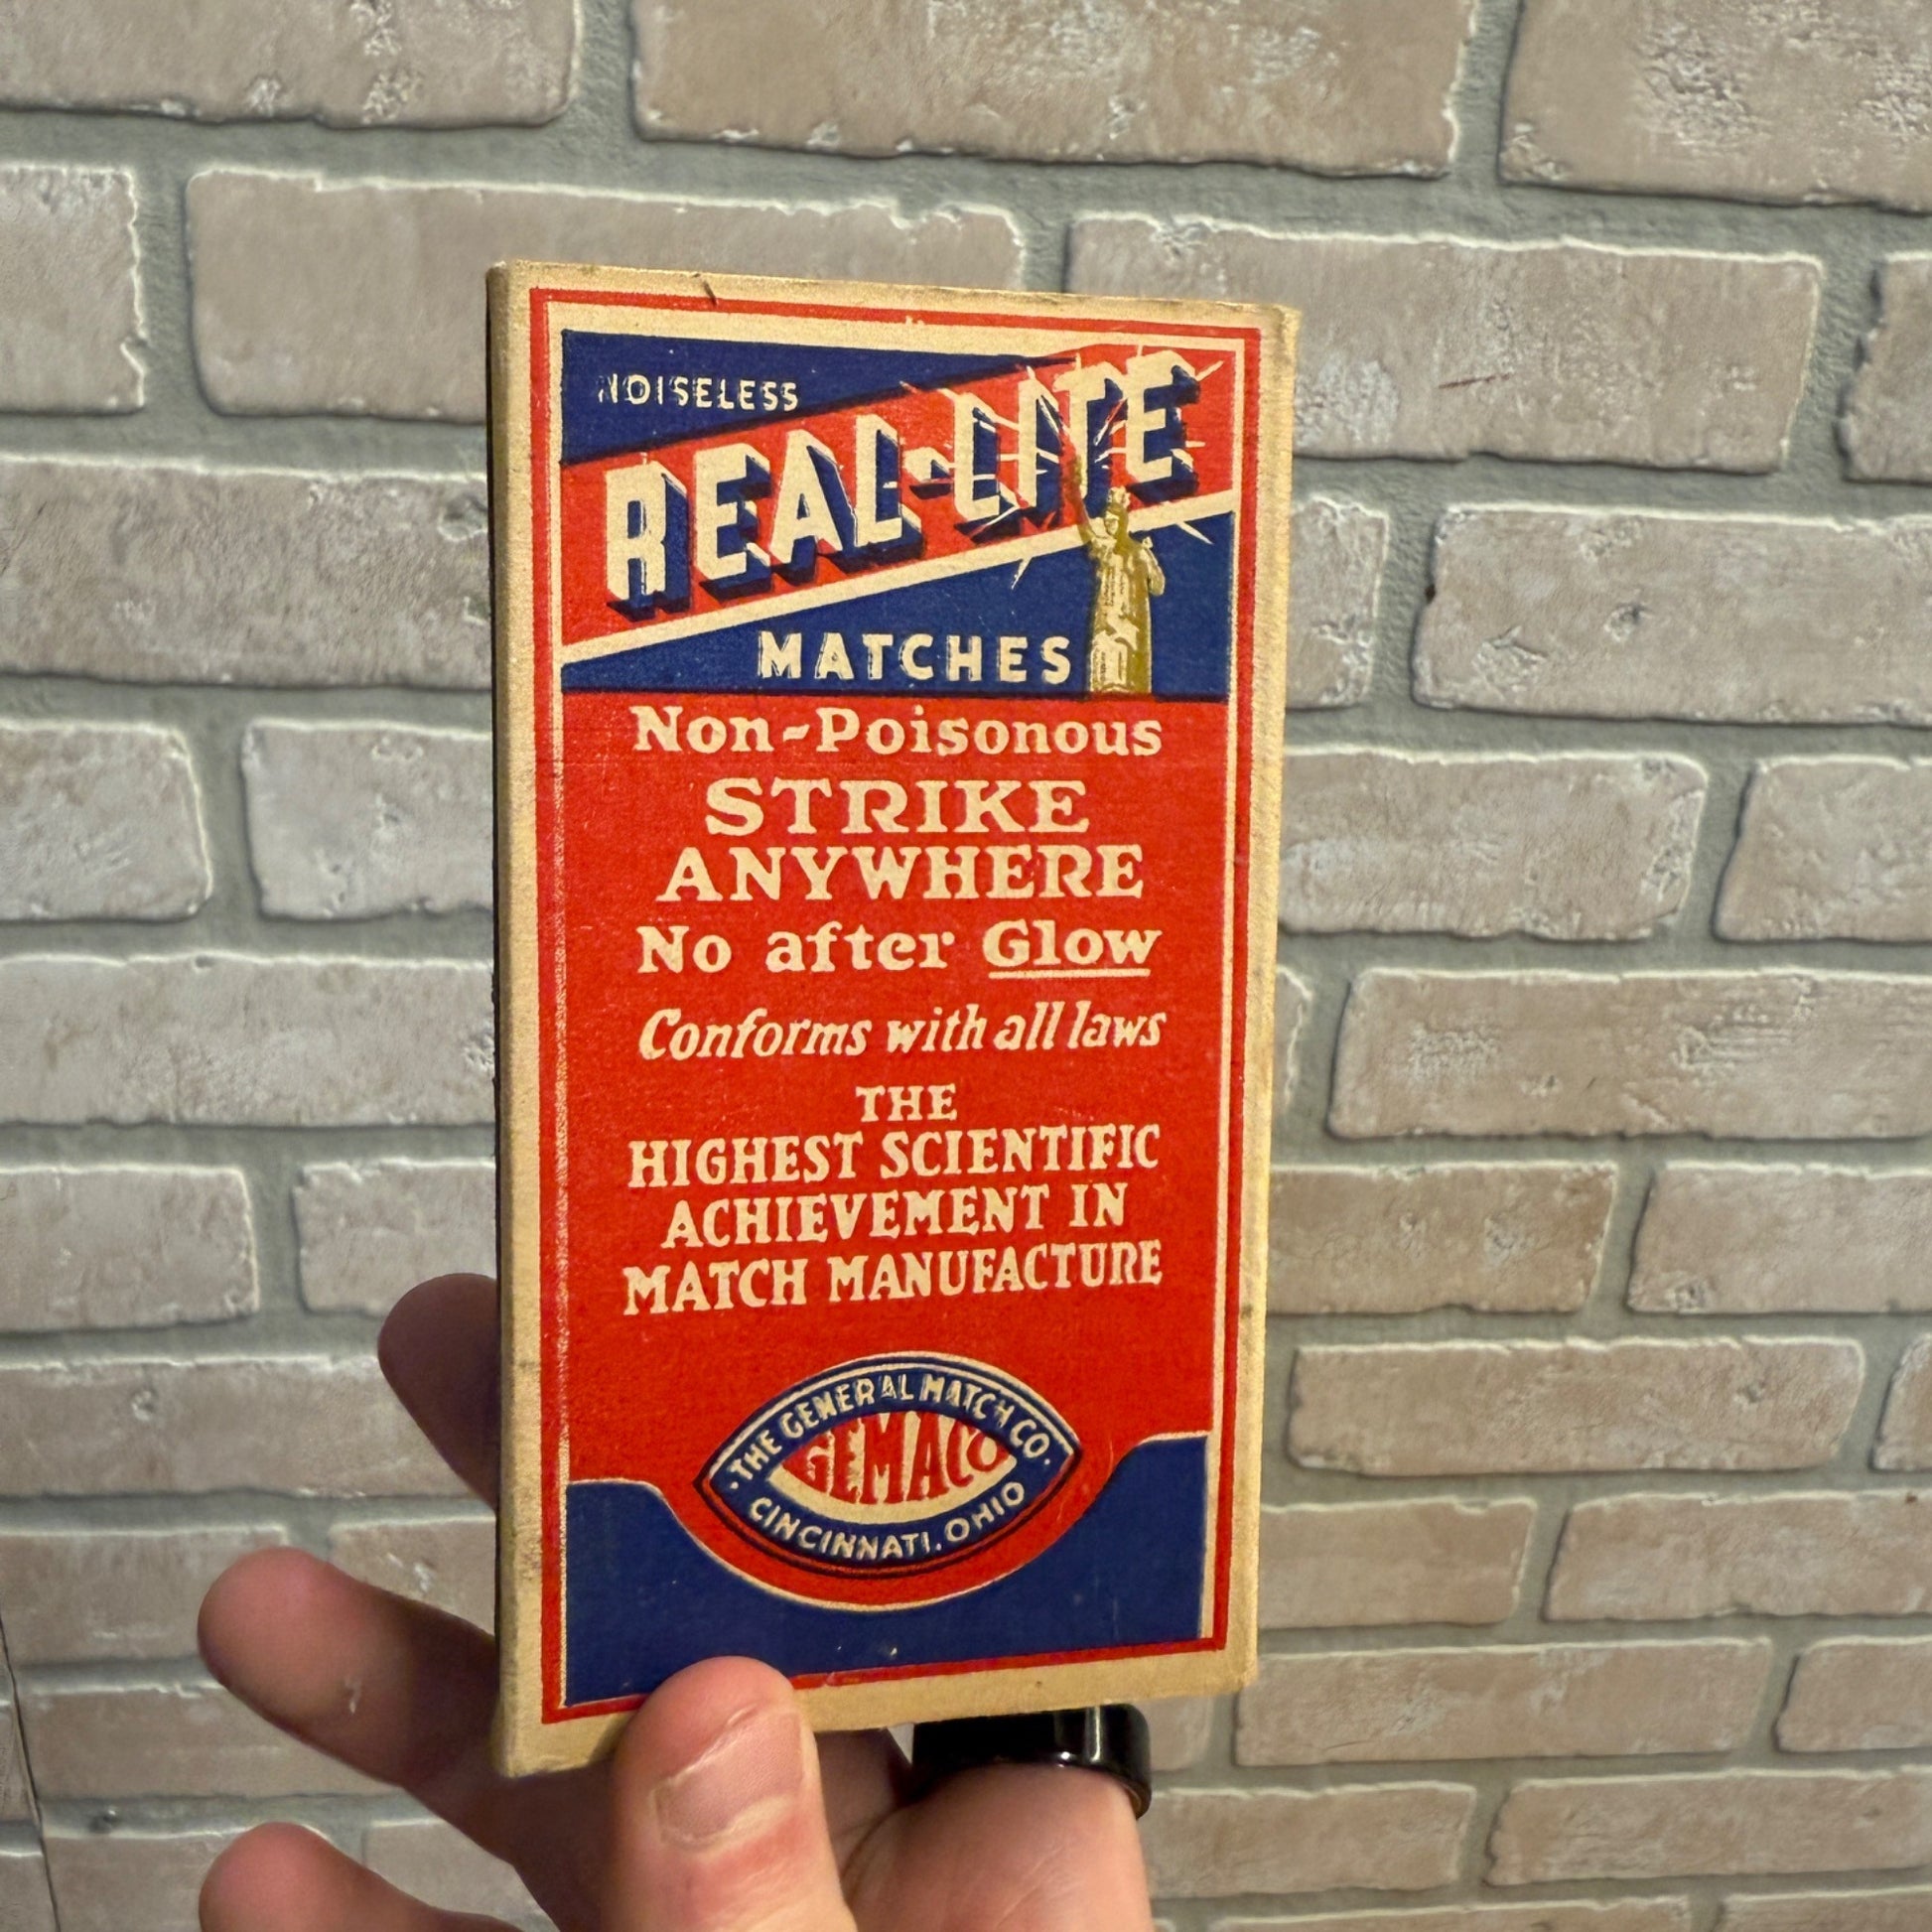 NOISELESS
REAL-LITE
MATCHES
Non-Poisonous
STRIKE
ANYWHERE
No after Glow
Conforms with all laws
THE
HIGHEST SCIENTIFIC
ACHIEVEMENT IN
MATCH MANUFACTURE
· THE GENERAL MATCH CO. ·
GEMACO
CINCINNATI, OHIO